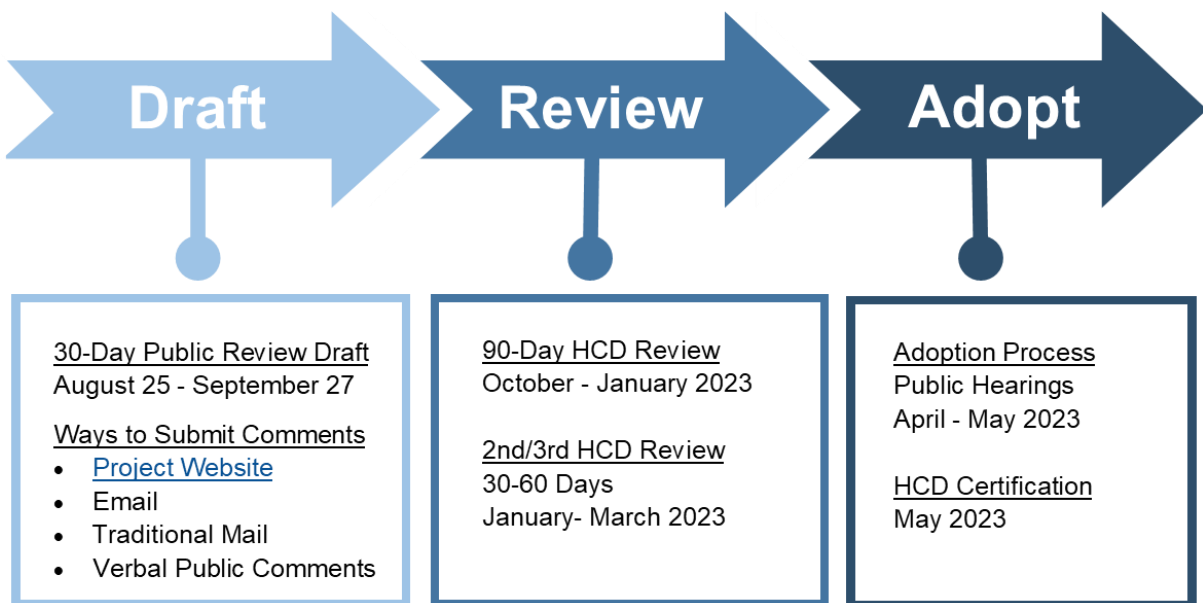 Draft
Review
Adopt
30-Day Public Review Draft
August 25 - September 27
Ways to Submit Comments
• Project Website
• Email
• Traditional Mail
• Verbal Public Comments
90-Day HCD Review
October - January 2023
2nd/3rd HCD Review
30-60 Days
January- March 2023
Adoption Process
Public Hearings
April - May 2023
HCD Certification
May 2023